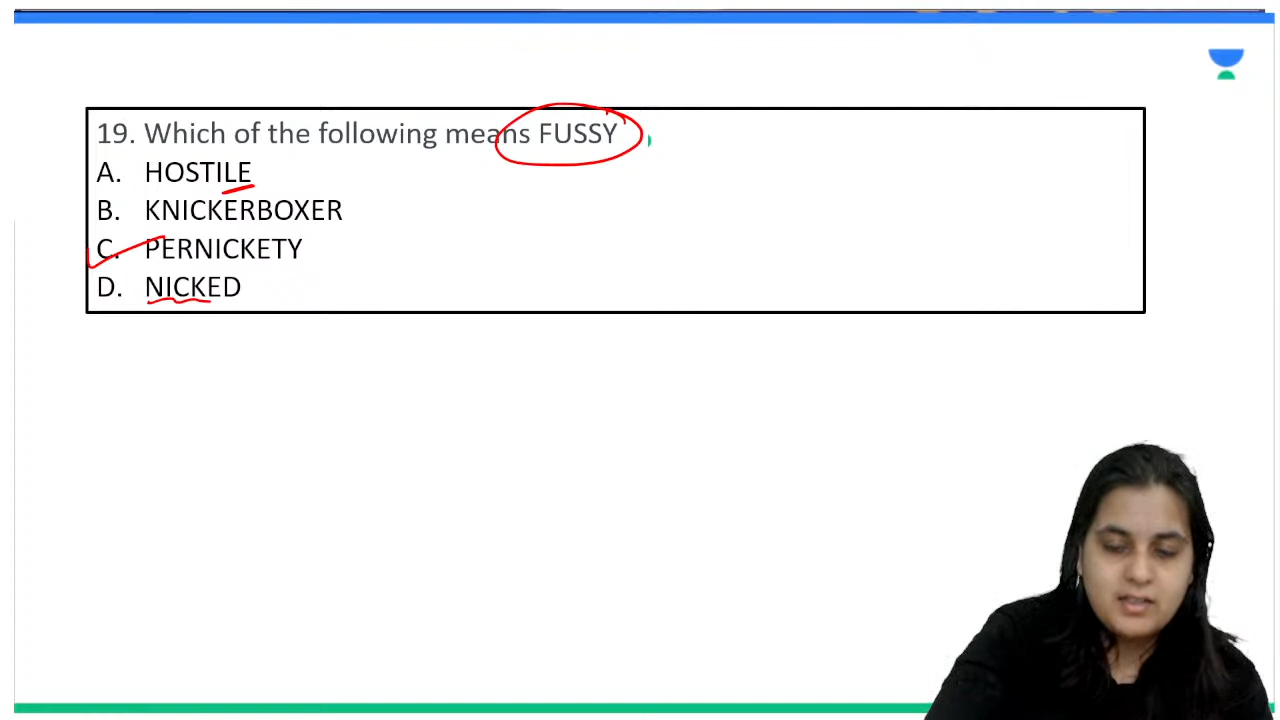 19. Which of the following means FUSSY
A. HOSTILE
B. KNICKERBOXER
C. PERNICKETY
D. NICKED